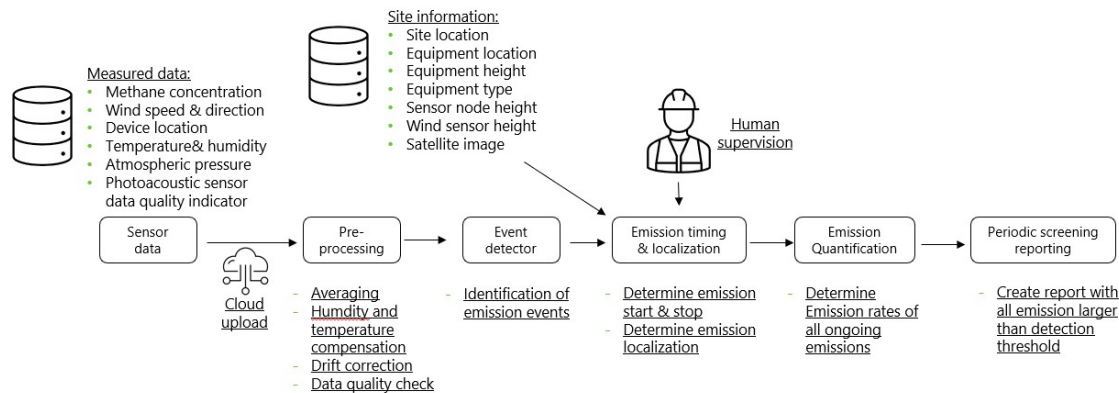 Site information:
Site location
Equipment location
Equipment height
Equipment type
Sensor node height
Wind sensor height
Satellite image
Measured data:
Methane concentration
Wind speed & direction
Device location
Temperature& humidity
Atmospheric pressure
Photoacoustic sensor
data quality indicator
Human
supervision
Sensor
data
Cloud
upload
Pre-
processing
Averaging
Humdity and
temperature
compensation
Drift correction
Data quality check
Event
detector
Identification of
emission events
Emission timing
& localization
Determine emission
start & stop
Determine emission
localization
Emission
Quantification
Determine
Emission rates of
all ongoing
emissions
Periodic screening
reporting
Create report with
all emission larger
than detection
threshold